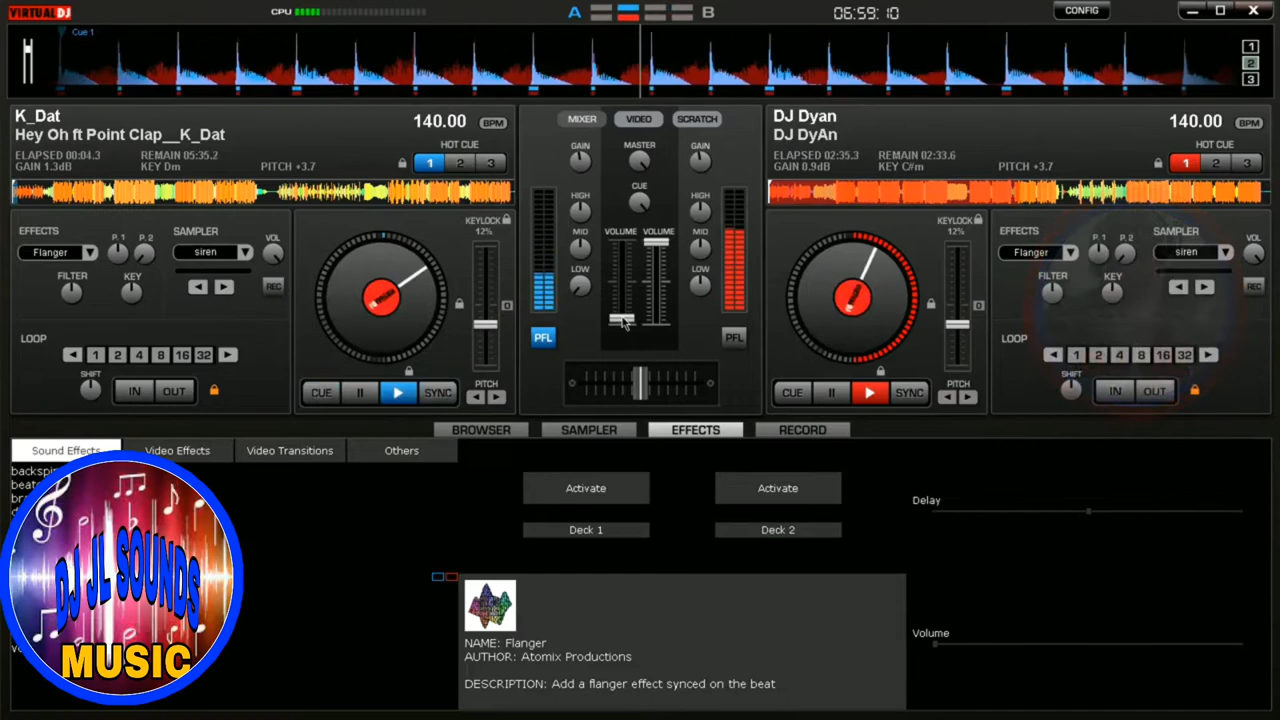 VIRTUAL DJ
CPU
A
B
06:59:10
CONFIG
Cue 1
1
2
3
K_Dat
Hey Oh ft Point Clap__K_Dat
140.00 BPM
ELAPSED 00:04.3 REMAIN 05:35.2
GAIN 1.3dB KEY Dm PITCH +3.7
HOT CUE
1 2 3
MIXER VIDEO SCRATCH
GAIN MASTER GAIN
HIGH CUE HIGH
MID VOLUME VOLUME MID
LOW LOW
PFL PFL
DJ Dyan
DJ DyAn
140.00 BPM
ELAPSED 02:35.3 REMAIN 02:33.6
GAIN 0.9dB KEY C#m PITCH +3.7
HOT CUE
1 2 3
EFFECTS P.1 P.2 SAMPLER VOL
Flanger siren
FILTER KEY REC
LOOP
1 2 4 8 16 32
SHIFT IN OUT
KEYLOCK
12%
0
CUE SYNC PITCH
KEYLOCK
12%
0
CUE SYNC PITCH
EFFECTS P.1 P.2 SAMPLER VOL
Flanger siren
FILTER KEY REC
LOOP
1 2 4 8 16 32
SHIFT IN OUT
BROWSER SAMPLER EFFECTS RECORD
Sound Effects Video Effects Video Transitions Others
Activate Activate
Deck 1 Deck 2
Delay
Volume
NAME: Flanger
AUTHOR: Atomix Productions
DESCRIPTION: Add a flanger effect synced on the beat
DJ JL SOUNDS
MUSIC